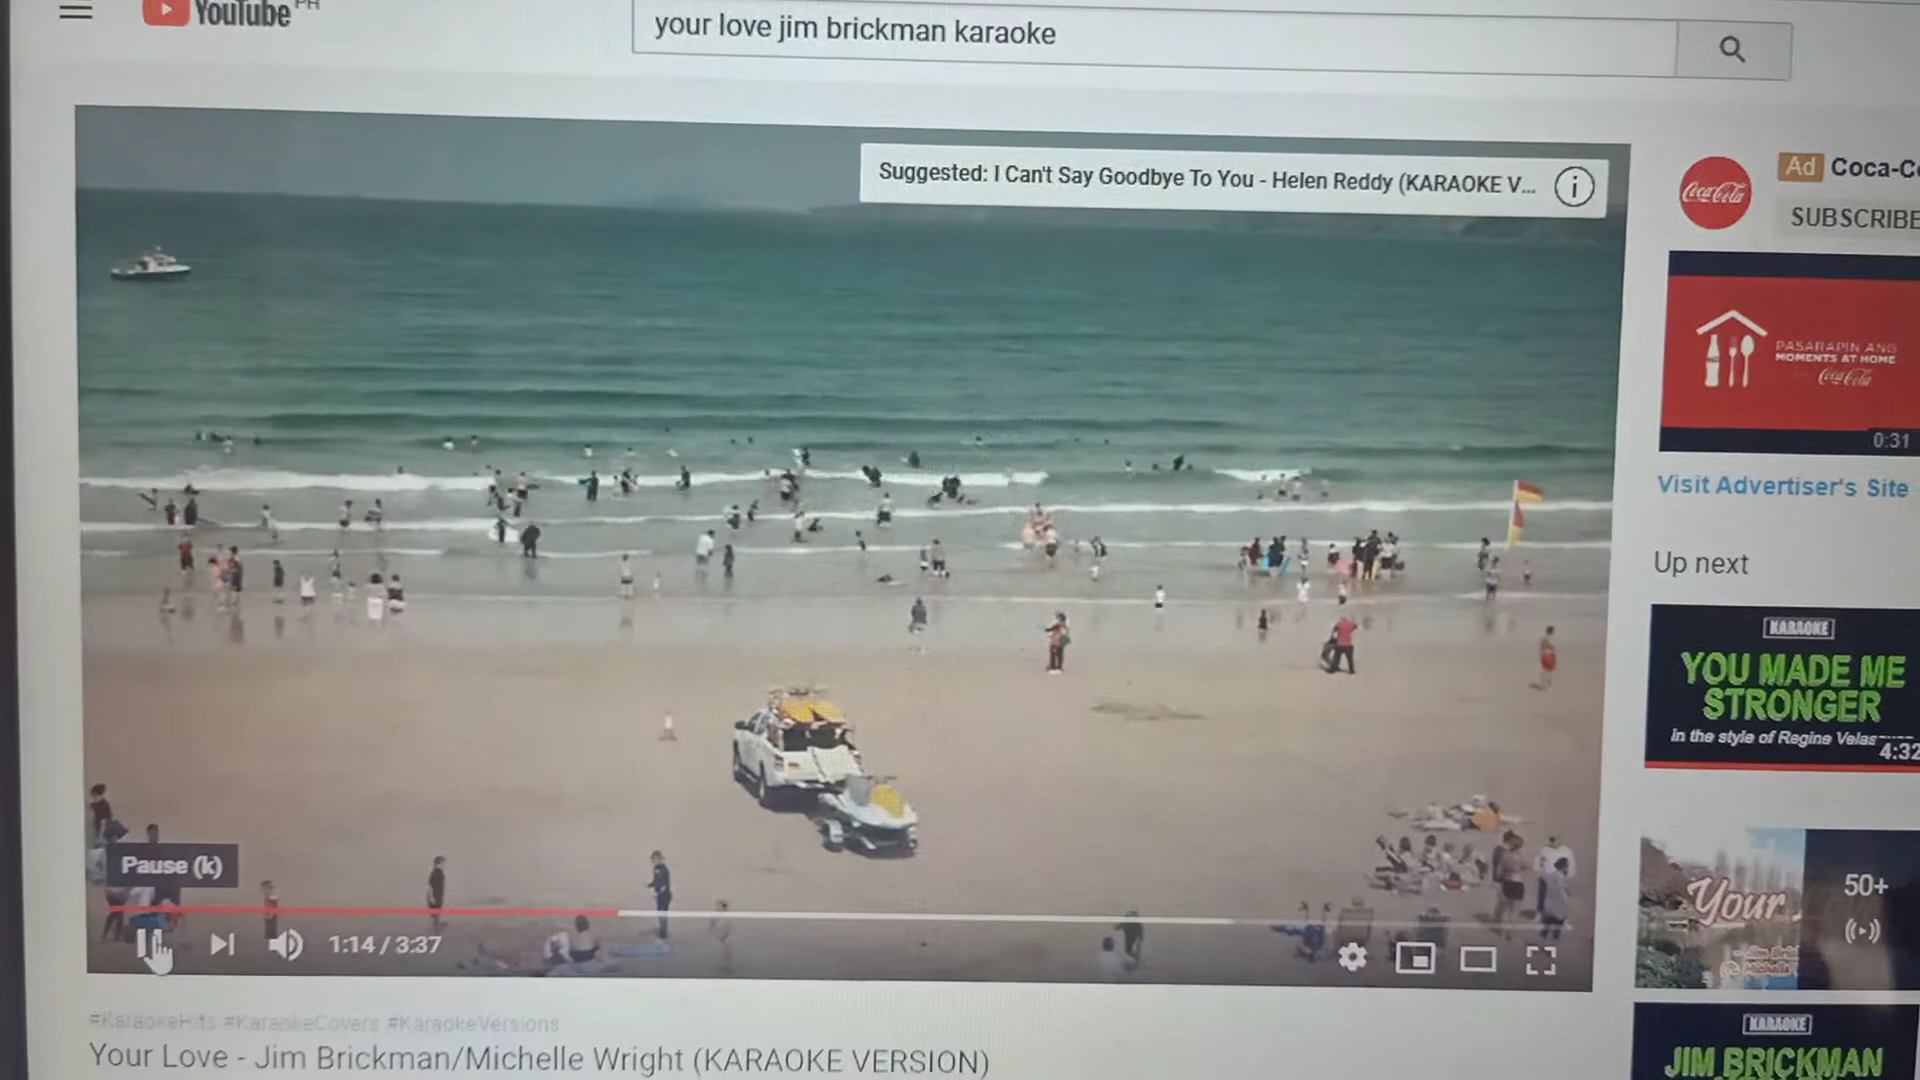 YouTube PH
your love jim brickman karaoke
Suggested: I Can't Say Goodbye To You - Helen Reddy (KARAOKE V...
Coca-Cola
Ad
SUBSCRIBE
PASARAPIN ANG
MOMENTS AT HOME
Coca-Cola
0:31
Visit Advertiser's Site
Up next
KARAOKE
YOU MADE ME
STRONGER
in the style of Regine Velas
4:32
Your
50+
KARAOKE
JIM BRICKMAN
Pause (k)
1:14 / 3:37
#KaraokeHits #KaraokeCovers #KaraokeVersions
Your Love - Jim Brickman/Michelle Wright (KARAOKE VERSION)